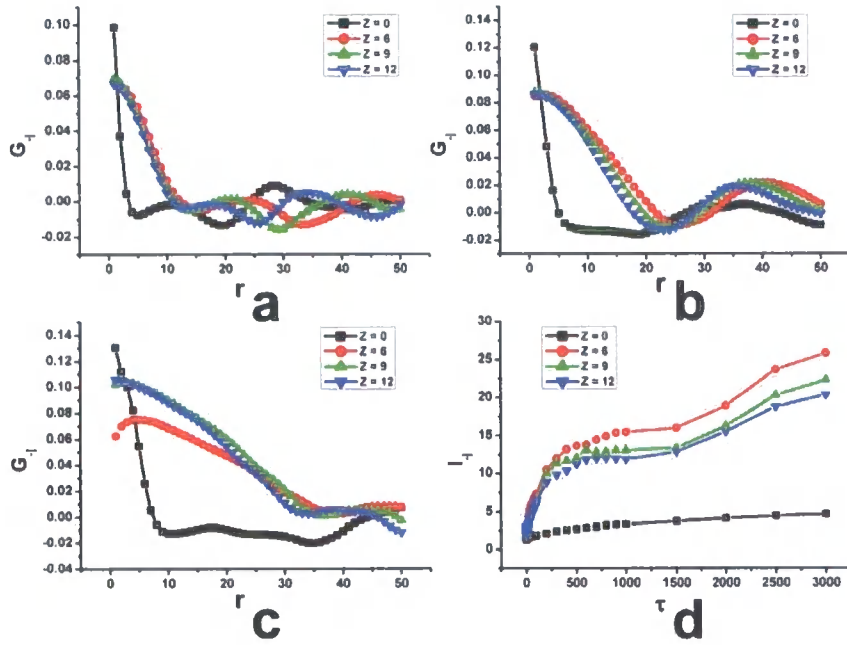 0.10
0.08
0.06
0.04
0.02
0.00
-0.02
G-I
0 10 20 30 40 50
r
a
Z = 0
Z = 6
Z = 9
Z = 12
0.14
0.12
0.10
0.08
0.06
0.04
0.02
0.00
-0.02
G-I
0 10 20 30 40 50
r
b
Z = 0
Z = 6
Z = 9
Z = 12
0.14
0.12
0.10
0.08
0.06
0.04
0.02
0.00
-0.02
-0.04
G-I
0 10 20 30 40 50
r
c
Z = 0
Z = 6
Z = 9
Z = 12
30
25
20
15
10
5
0
I-I
0 500 1000 1500 2000 2500 3000
τ
d
Z = 0
Z = 6
Z = 9
Z = 12